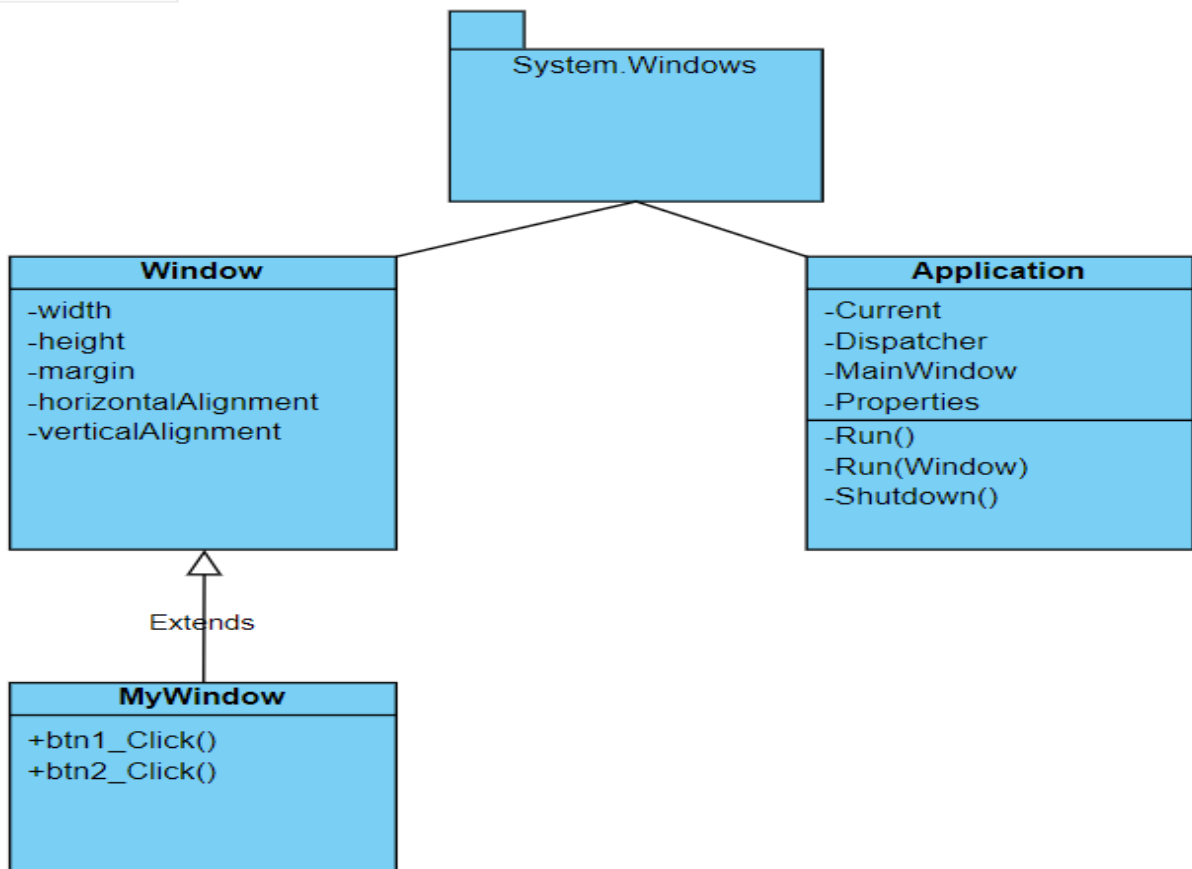 System.Windows
Window
-width
-height
-margin
-horizontalAlignment
-verticalAlignment
Application
-Current
-Dispatcher
-MainWindow
-Properties
-Run()
-Run(Window)
-Shutdown()
Extends
MyWindow
+btn1_Click()
+btn2_Click()